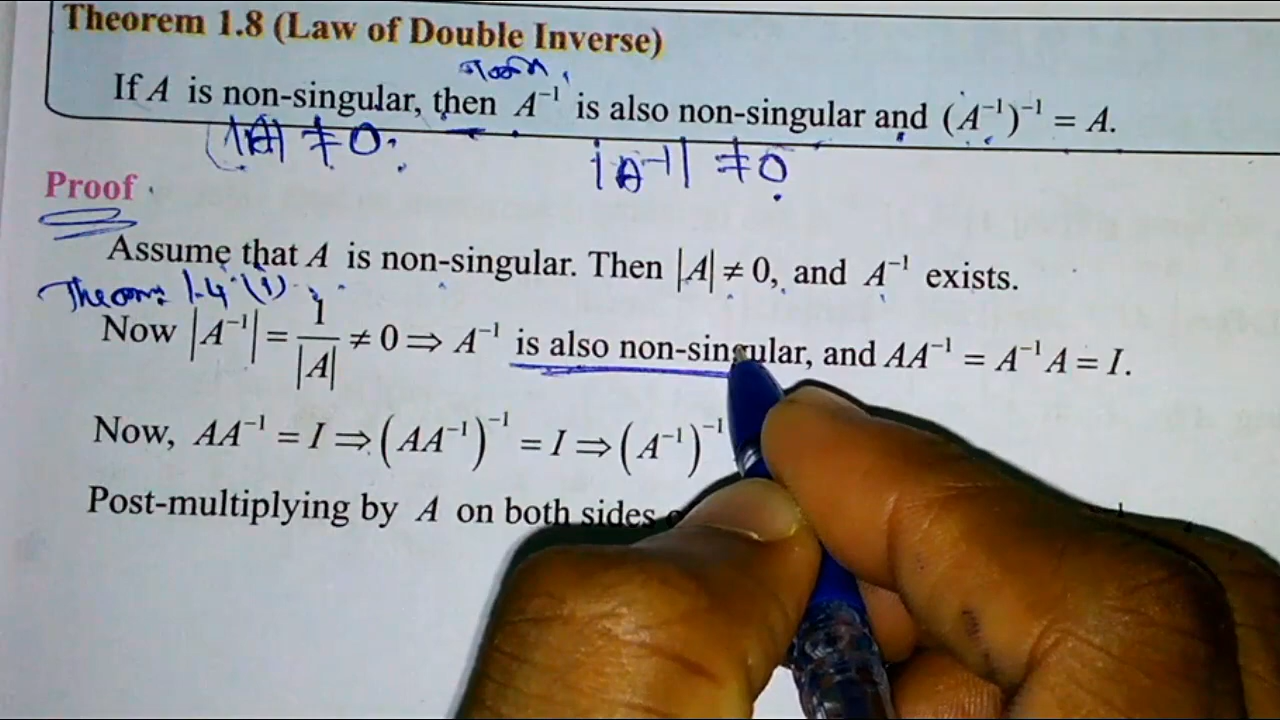 Theorem 1.8 (Law of Double Inverse)
If A is non-singular, then A⁻¹ is also non-singular and (A⁻¹)⁻¹ = A.
|A| ≠ 0. |A⁻¹| ≠ 0
Proof
Assume that A is non-singular. Then |A| ≠ 0, and A⁻¹ exists.
1.4 (i)
Now |A⁻¹| = 1/|A| ≠ 0 ⇒ A⁻¹ is also non-singular, and AA⁻¹ = A⁻¹A = I.
Now, AA⁻¹ = I ⇒ (AA⁻¹)⁻¹ = I ⇒ (A⁻¹)⁻¹
Post-multiplying by A on both sides